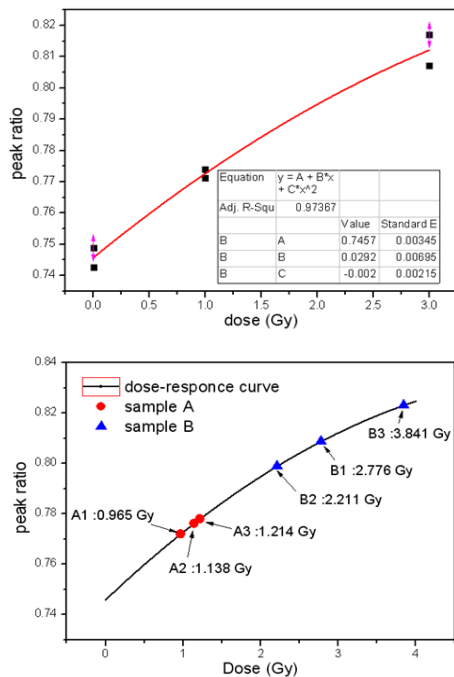 0.82
0.81
0.80
0.79
0.78
0.77
0.76
0.75
0.74
peak ratio
Equation y = A + B*x + C*x^2
Adj. R-Squ 0.97367
Value Standard E
B A 0.7457 0.00345
B B 0.0292 0.00695
B C -0.002 0.00215
0.0 0.5 1.0 1.5 2.0 2.5 3.0
dose (Gy)
0.84
0.82
0.80
0.78
0.76
0.74
peak ratio
dose-responce curve
sample A
sample B
B3 : 3.841 Gy
B1 : 2.776 Gy
B2 : 2.211 Gy
A1 :0.965 Gy
A3 :1.214 Gy
A2 :1.138 Gy
0 1 2 3 4
Dose (Gy)